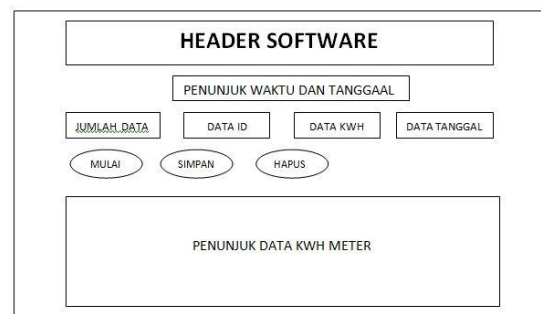 HEADER SOFTWARE
PENUNJUK WAKTU DAN TANGGAAL
JUMLAH DATA DATA ID DATA KWH DATA TANGGAL
MULAI SIMPAN HAPUS
PENUNJUK DATA KWH METER